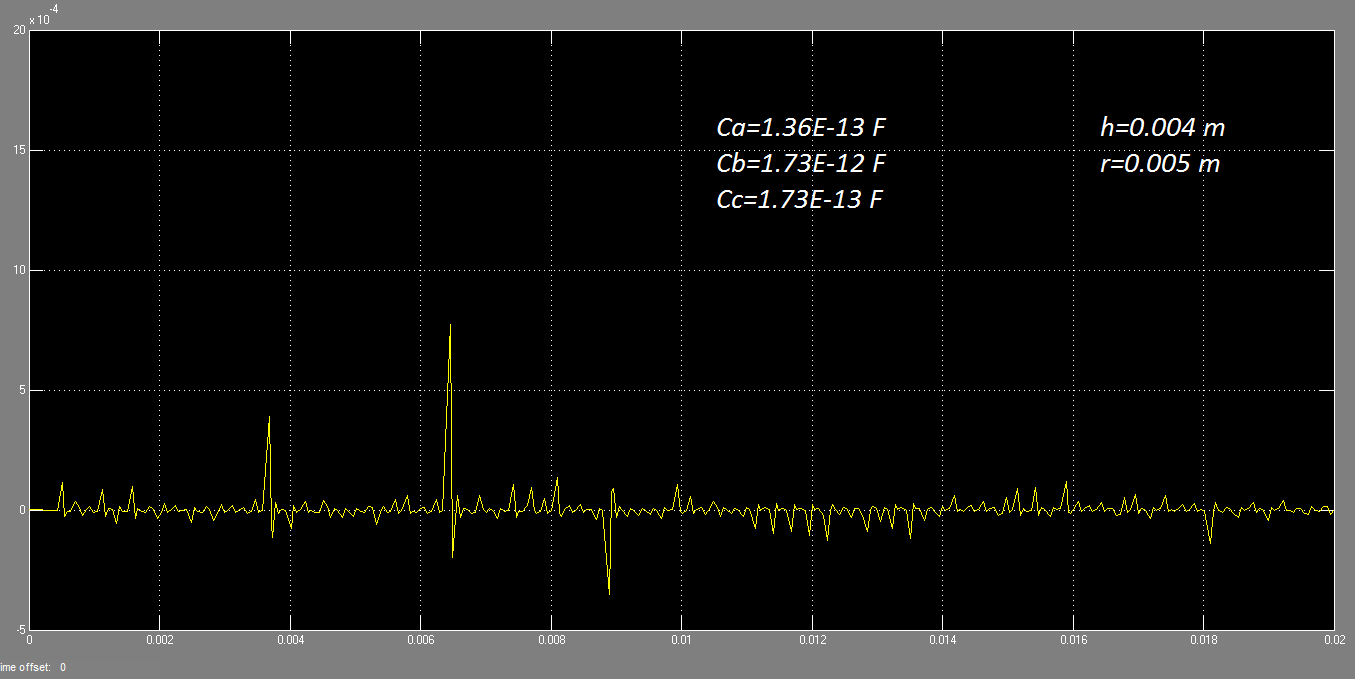 x 10
-4
20
15
10
5
0
-5
Ca=1.36E-13 F
Cb=1.73E-12 F
Cc=1.73E-13 F
h=0.004 m
r=0.005 m
0 0.002 0.004 0.006 0.008 0.01 0.012 0.014 0.016 0.018 0.02
ime offset: 0